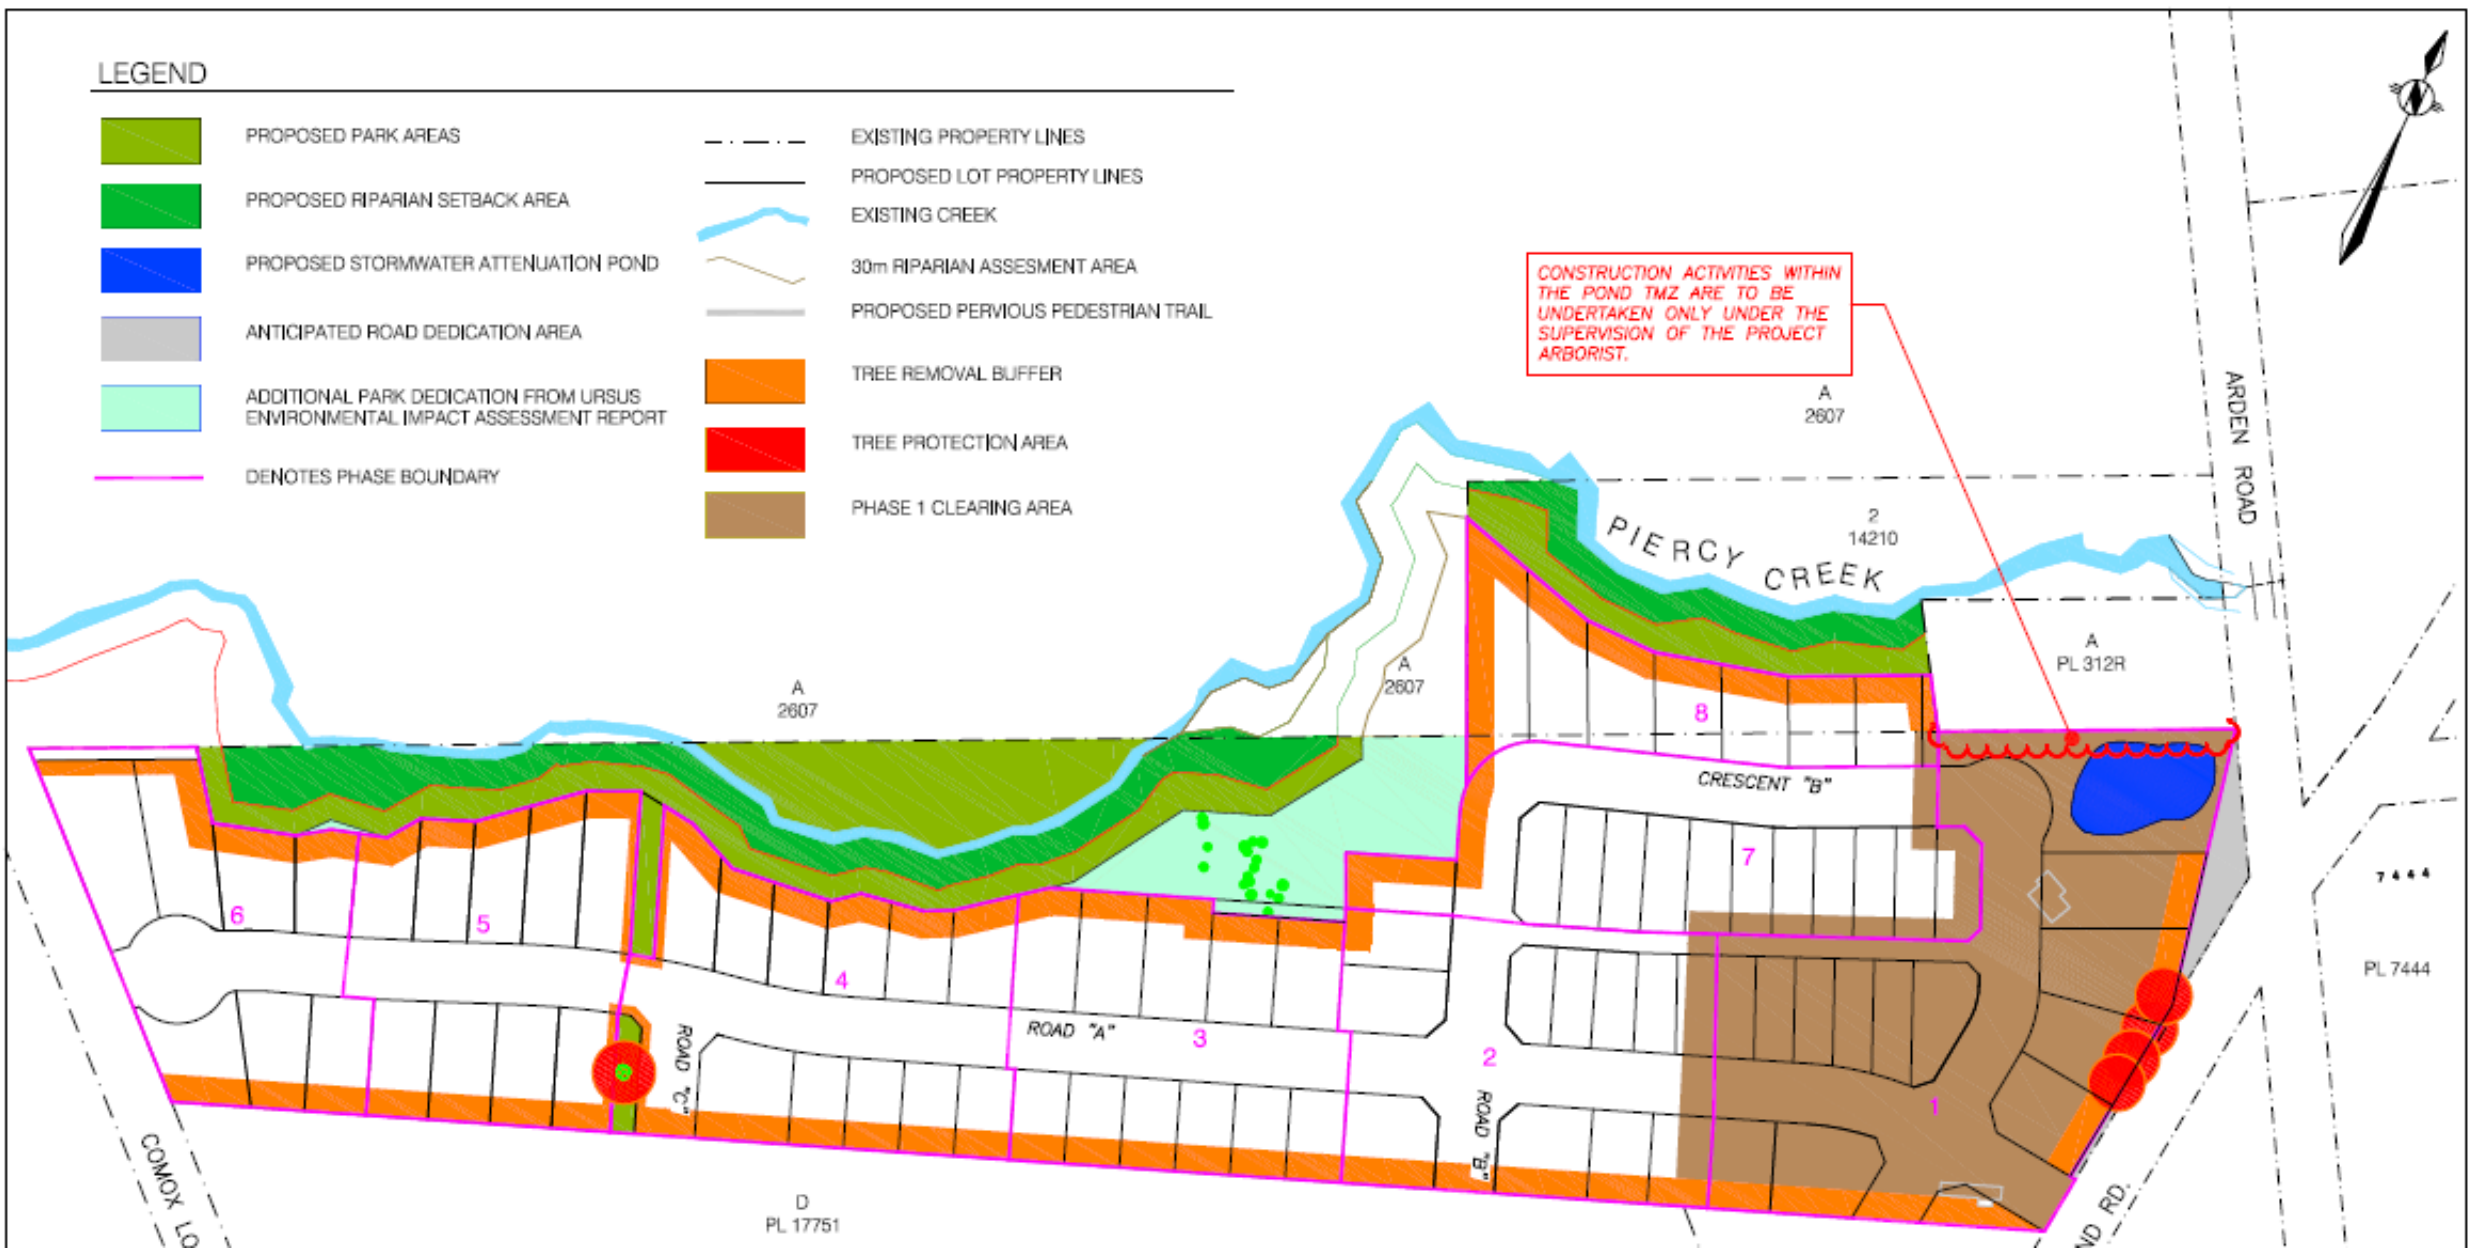 LEGEND
PROPOSED PARK AREAS
PROPOSED RIPARIAN SETBACK AREA
PROPOSED STORMWATER ATTENUATION POND
ANTICIPATED ROAD DEDICATION AREA
ADDITIONAL PARK DEDICATION FROM URSUS
ENVIRONMENTAL IMPACT ASSESSMENT REPORT
DENOTES PHASE BOUNDARY
EXISTING PROPERTY LINES
PROPOSED LOT PROPERTY LINES
EXISTING CREEK
30m RIPARIAN ASSESMENT AREA
PROPOSED PERVIOUS PEDESTRIAN TRAIL
TREE REMOVAL BUFFER
TREE PROTECTION AREA
PHASE 1 CLEARING AREA
N
CONSTRUCTION ACTIVITIES WITHIN
THE POND TMZ ARE TO BE
UNDERTAKEN ONLY UNDER THE
SUPERVISION OF THE PROJECT
ARBORIST.
A
2607
ARDEN ROAD
2
14210
PIERCY CREEK
A
PL 312R
A
2607
A
2607
8
CRESCENT "B"
7
7444
PL 7444
6
5
4
ROAD "A"
3
2
1
ROAD "C"
ROAD "B"
COMOX LO
D
PL 17751
ND RD.